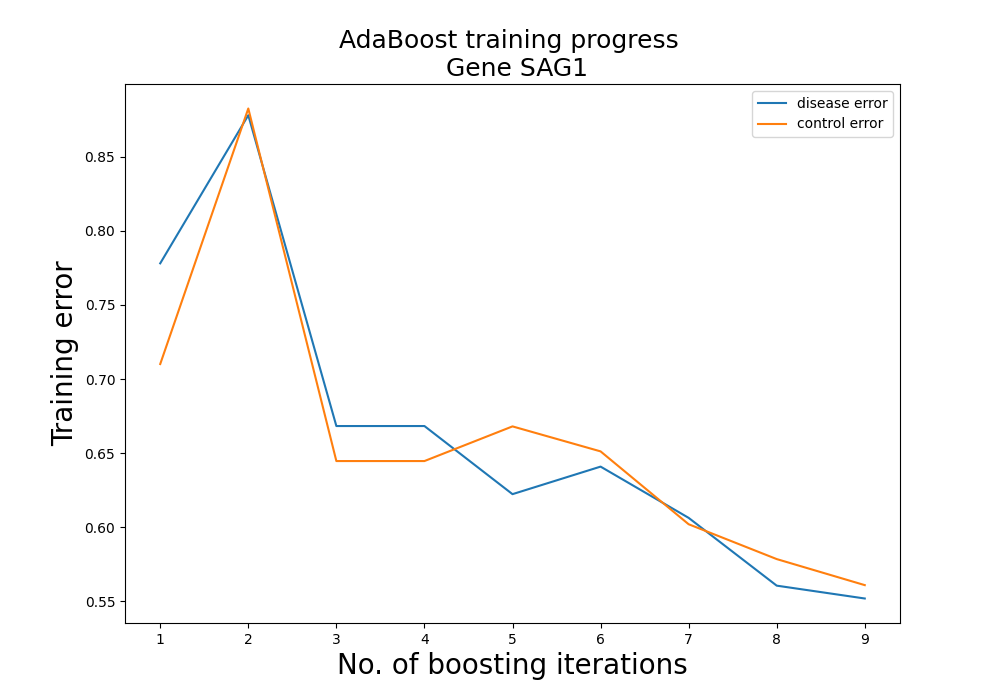 AdaBoost training progress
Gene SAG1
disease error
control error
Training error
0.85
0.80
0.75
0.70
0.65
0.60
0.55
1 2 3 4 5 6 7 8 9
No. of boosting iterations